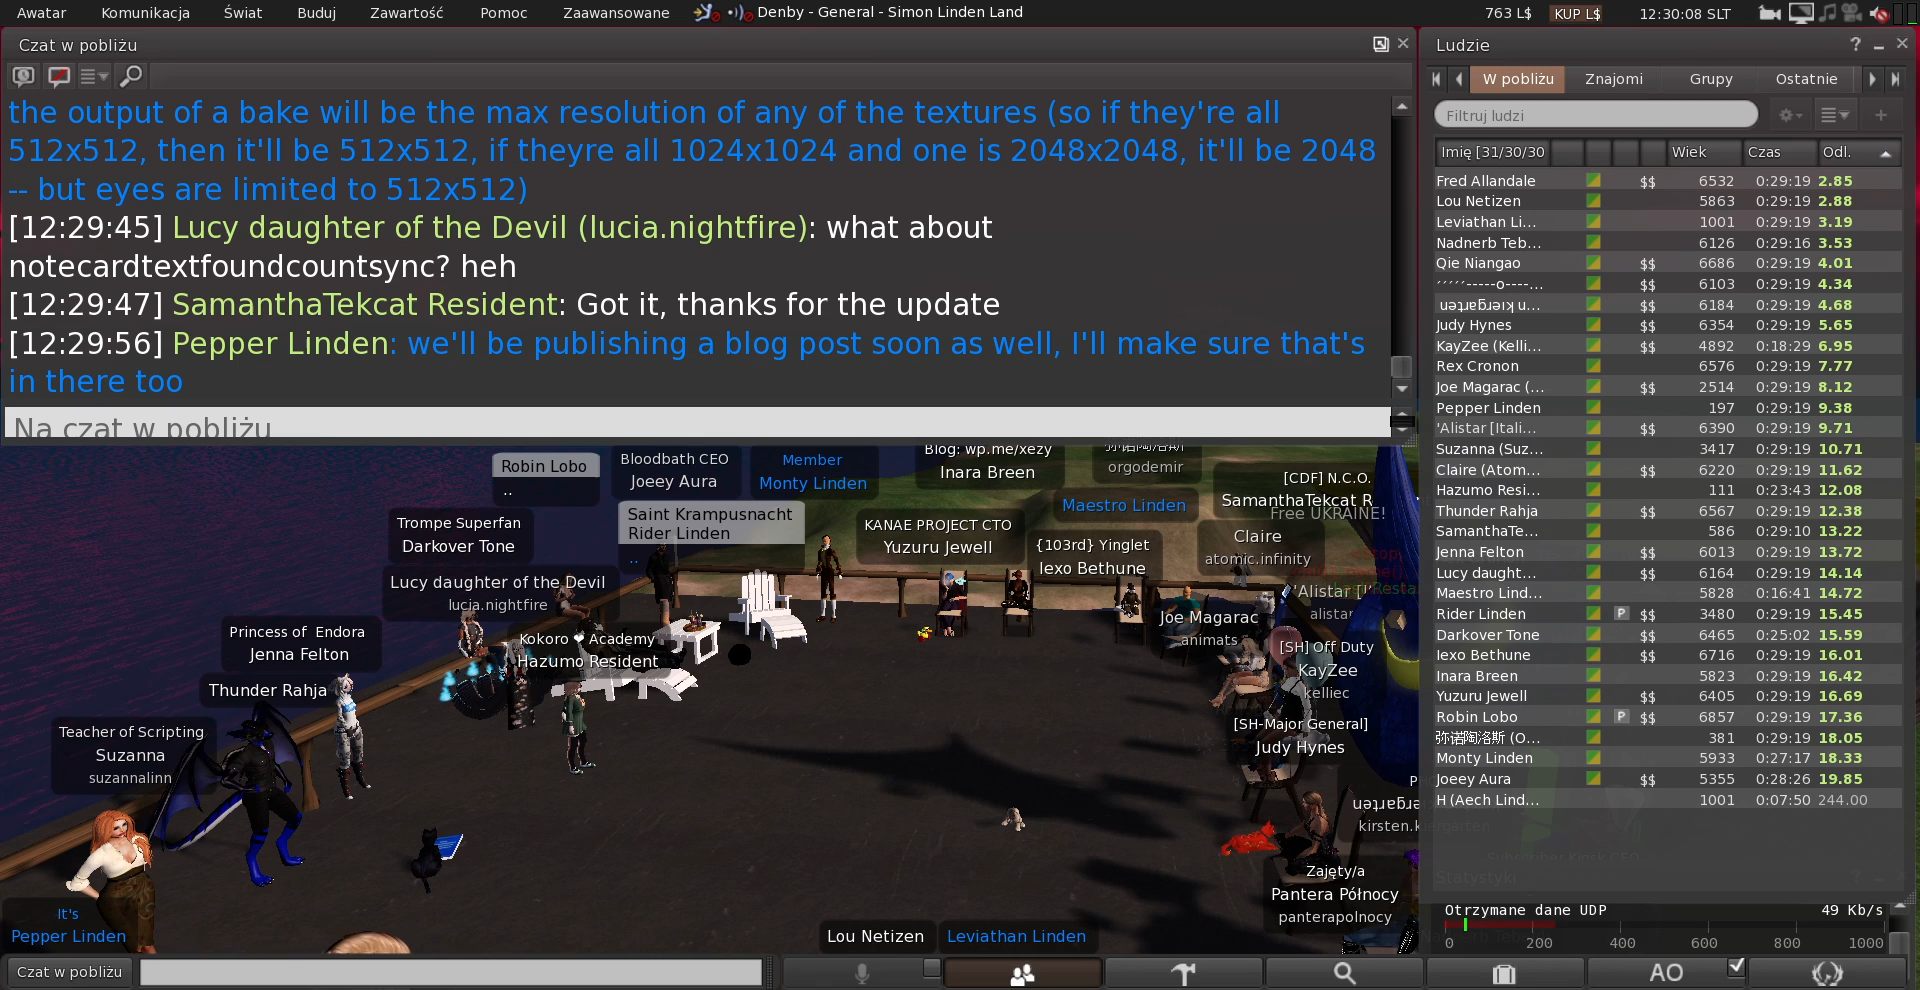 Awatar Komunikacja Świat Buduj Zawartość Pomoc Zaawansowane Denby - General - Simon Linden Land 763 L$ KUP L$ 12:30:08 SLT
Czat w pobliżu
the output of a bake will be the max resolution of any of the textures (so if they're all
512x512, then it'll be 512x512, if theyre all 1024x1024 and one is 2048x2048, it'll be 2048
-- but eyes are limited to 512x512)
[12:29:45] Lucy daughter of the Devil (lucia.nightfire): what about
notecardtextfoundcountsync? heh
[12:29:47] SamanthaTekcat Resident: Got it, thanks for the update
[12:29:56] Pepper Linden: we'll be publishing a blog post soon as well, I'll make sure that's
in there too
Na czat w pobliżu
Robin Lobo
..
Bloodbath CEO
Joeey Aura
Member
Monty Linden
Blog: wp.me/xezy
Inara Breen
弥诺陶洛斯
orgodemir
[CDF] N.C.O.
SamanthaTekcat R
Free UKRAINE!
Maestro Linden
Trompe Superfan
Darkover Tone
Saint Krampusnacht
Rider Linden
..
KANAE PROJECT CTO
Yuzuru Jewell
{103rd} Yinglet
Iexo Bethune
Claire
atomic.infinity
Lucy daughter of the Devil
lucia.nightfire
'Alistar [I'
alistar
Joe Magarac
animats
Princess of Endora
Jenna Felton
Kokoro ❤ Academy
Hazumo Resident
[SH] Off Duty
KayZee
kelliec
Thunder Rahja
[SH-Major General]
Judy Hynes
Teacher of Scripting
Suzanna
suzannalinn
uǝʇɹɐƃɹǝ
kirsten.k
Zajęty/a
Pantera Północy
panterapolnocy
It's
Pepper Linden
Lou Netizen
Leviathan Linden
Czat w pobliżu
AO
Ludzie
W pobliżu Znajomi Grupy Ostatnie
Filtruj ludzi
Imię [31/30/30 Wiek Czas Odl.
Fred Allandale $$ 6532 0:29:19 2.85
Lou Netizen 5863 0:29:19 2.88
Leviathan Li... 1001 0:29:19 3.19
Nadnerb Teb... 6126 0:29:16 3.53
Qie Niangao $$ 6686 0:29:19 4.01
´´´´´-----o----... $$ 6103 0:29:19 4.34
uǝʇɹɐƃɹǝıʞ u... $$ 6184 0:29:19 4.68
Judy Hynes $$ 6354 0:29:19 5.65
KayZee (Kelli... $$ 4892 0:18:29 6.95
Rex Cronon 6576 0:29:19 7.77
Joe Magarac (... $$ 2514 0:29:19 8.12
Pepper Linden 197 0:29:19 9.38
'Alistar [Itali... $$ 6390 0:29:19 9.71
Suzanna (Suz... 3417 0:29:19 10.71
Claire (Atom... $$ 6220 0:29:19 11.62
Hazumo Resi... 111 0:23:43 12.08
Thunder Rahja $$ 6567 0:29:19 12.38
SamanthaTe... 586 0:29:10 13.22
Jenna Felton $$ 6013 0:29:19 13.72
Lucy daught... $$ 6164 0:29:19 14.14
Maestro Lind... 5828 0:16:41 14.72
Rider Linden P $$ 3480 0:29:19 15.45
Darkover Tone $$ 6465 0:25:02 15.59
Iexo Bethune $$ 6716 0:29:19 16.01
Inara Breen 5823 0:29:19 16.42
Yuzuru Jewell $$ 6405 0:29:19 16.69
Robin Lobo P $$ 6857 0:29:19 17.36
弥诺陶洛斯 (O... 381 0:29:19 18.05
Monty Linden 5933 0:27:17 18.33
Joeey Aura $$ 5355 0:28:26 19.85
H (Aech Lind... 1001 0:07:50 244.00
Statystyki
Otrzymane dane UDP 49 Kb/s
0 200 400 600 800 1000